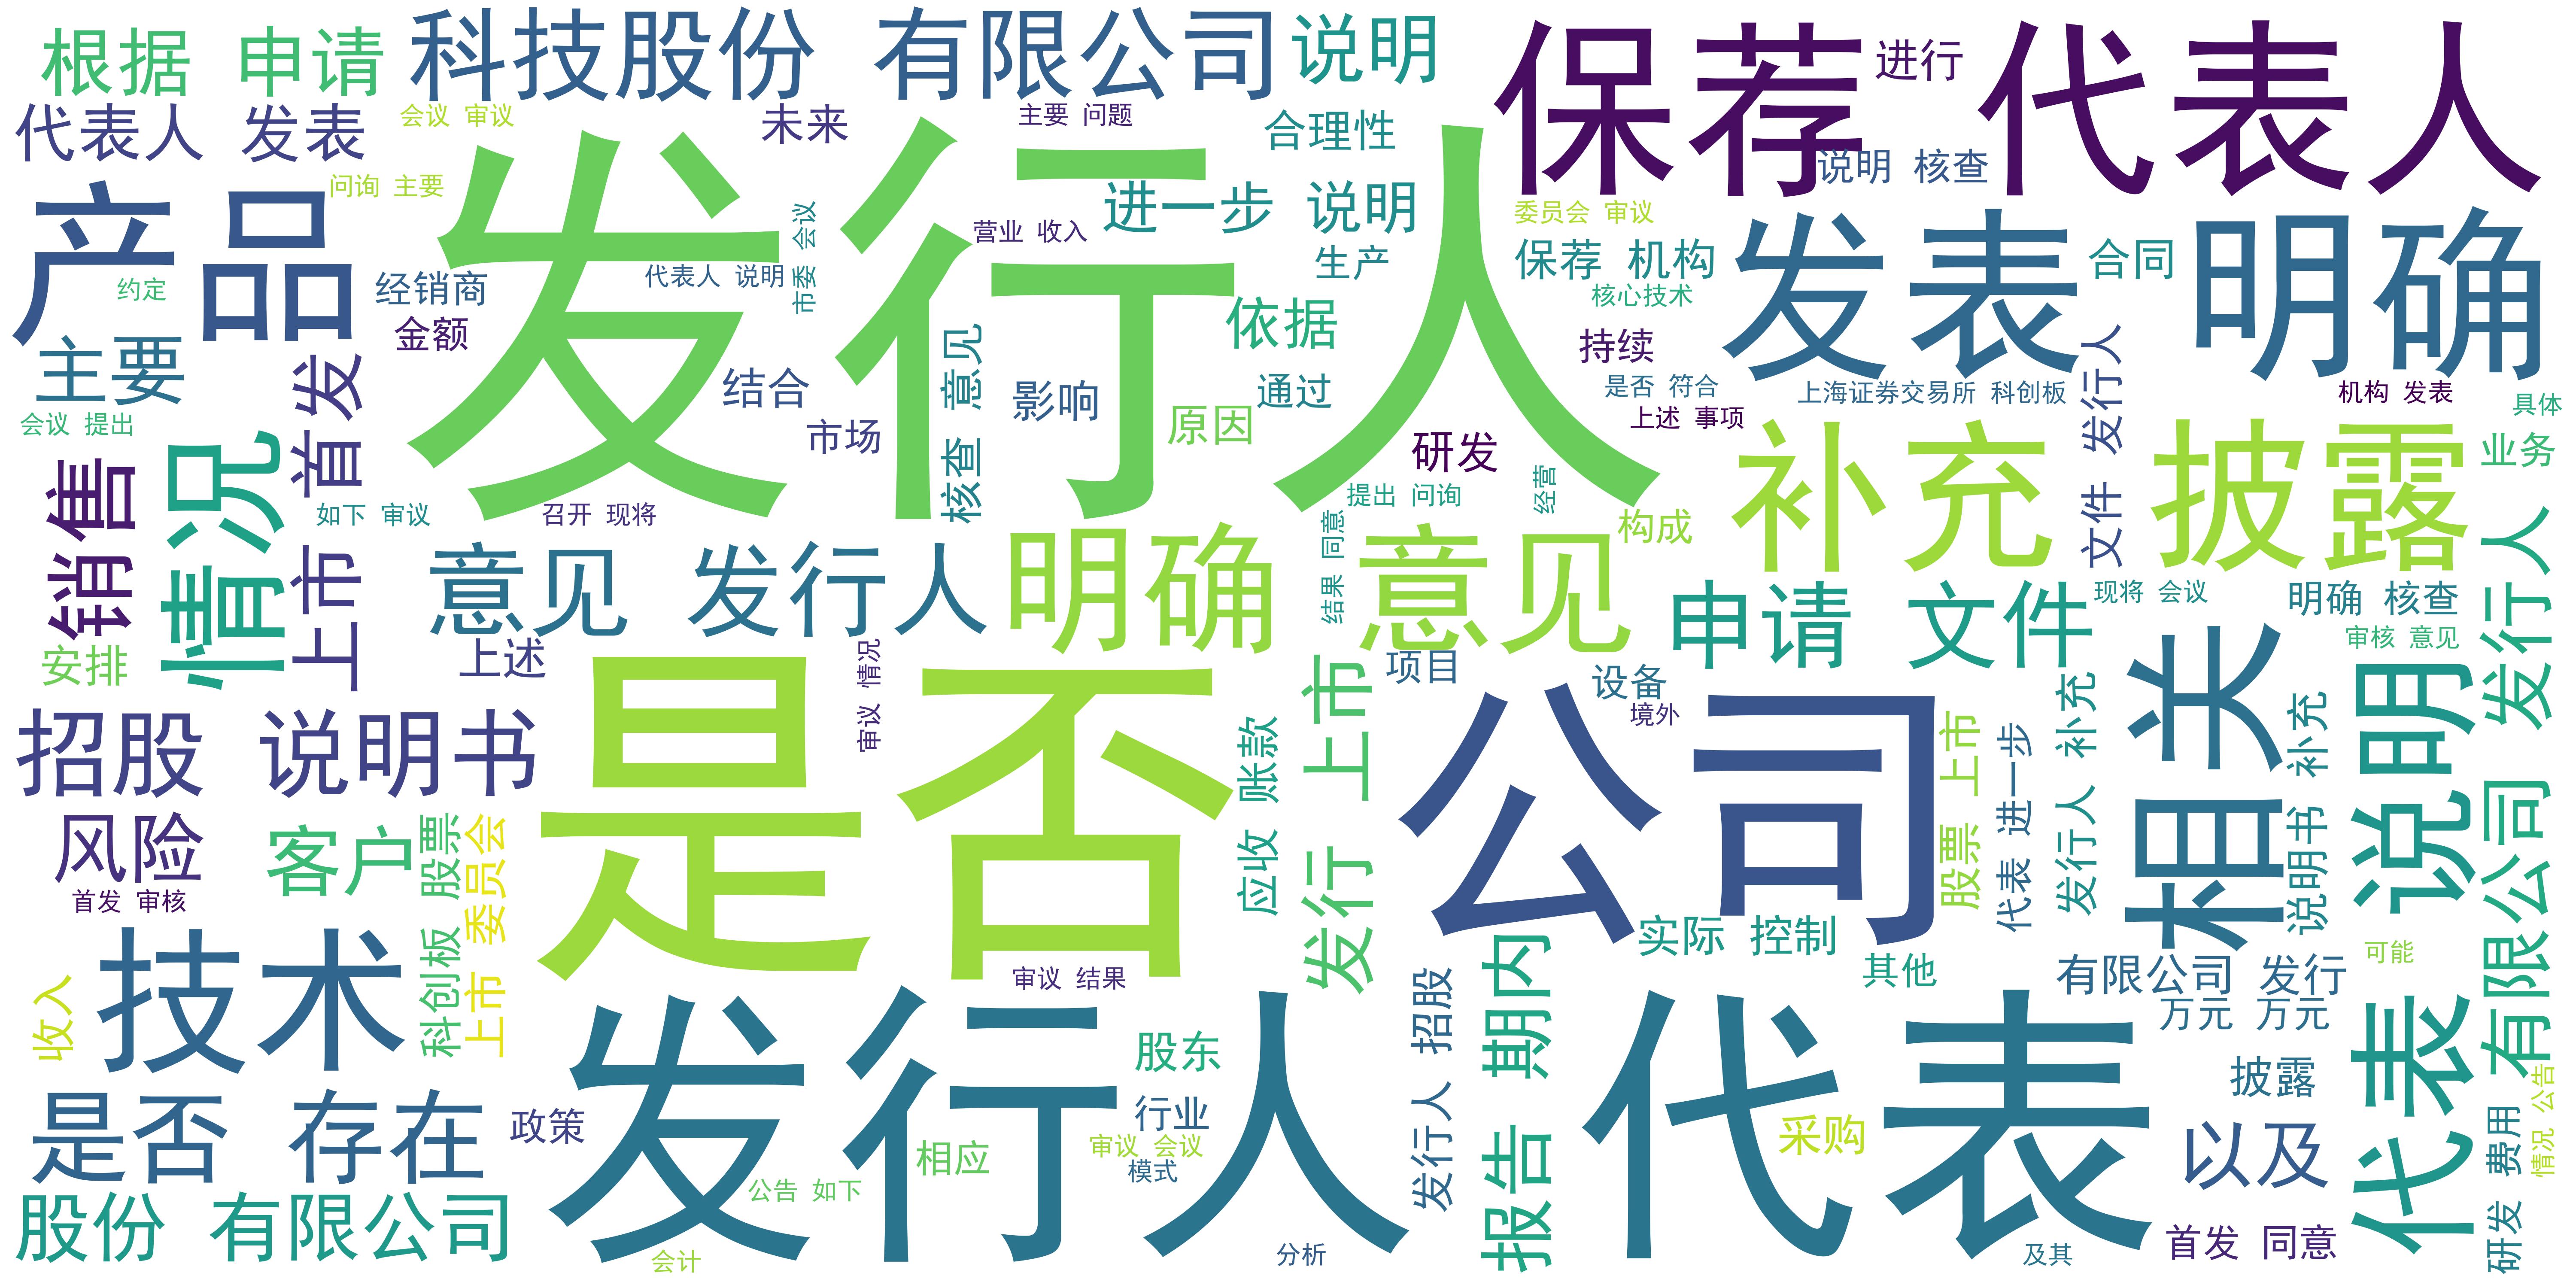 根据 申请
科技股份 有限公司
说明
保荐 代表人
进行
代表人 发表
会议 审议
未来
主要 问题
合理性
说明 核查
产品
问询 主要
发行人
市委 会议
营业 收入
进一步 说明
委员会 审议
发表 明确
约定
经销商
代表人 说明
生产
保荐 机构
合同
核心技术
金额
依据
主要
上市 首发
结合
核查 意见
影响
原因
通过
持续
是否 符合
上述 事项
上海证券交易所 科创板
文件 发行人
机构 发表
具体
会议 提出
市场
研发
补充 披露
业务
销售
情况
如下 审议
召开 现将
提出 问询
经营
构成
意见 发行人
明确 意见
结果 同意
申请 文件
现将 会议
明确 核查
审核 意见
有限公司 发行人
安排
上述
审议 情况
项目
设备
境外
招股 说明书
是否
应收 账款
发行 上市
公司
股票 上市
代表 进一步
发行人 补充
相关
说明书 补充
代表 说明
风险
客户
科创板 股票
上市 委员会
首发 审核
实际 控制
其他
可能
收入
技术
审议 结果
发行人 招股
报告 期内
有限公司 发行
万元 万元
发行人 代表
股东
披露
是否 存在
政策
行业
相应
审议 会议
模式
采购
以及
研发 费用
情况 公告
公告 如下
股份 有限公司
会计
分析
及其
首发 同意